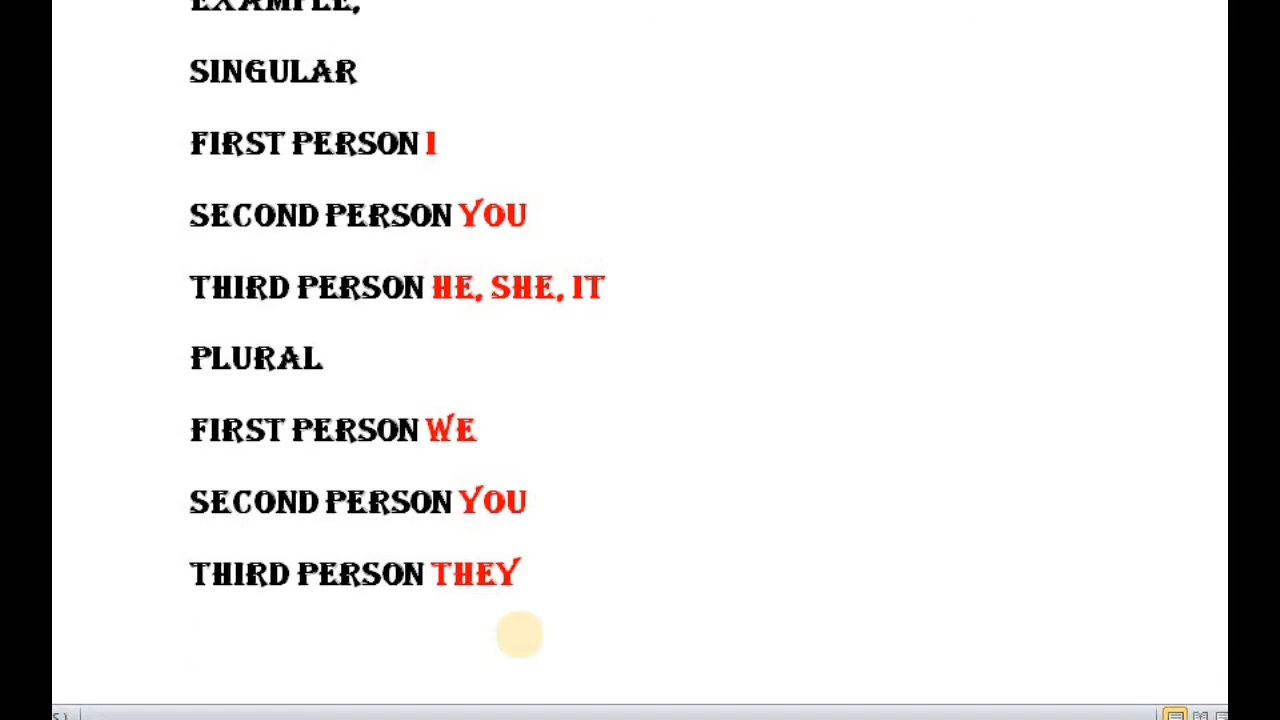 EXAMPLE,
SINGULAR
FIRST PERSON I
SECOND PERSON YOU
THIRD PERSON HE, SHE, IT
PLURAL
FIRST PERSON WE
SECOND PERSON YOU
THIRD PERSON THEY